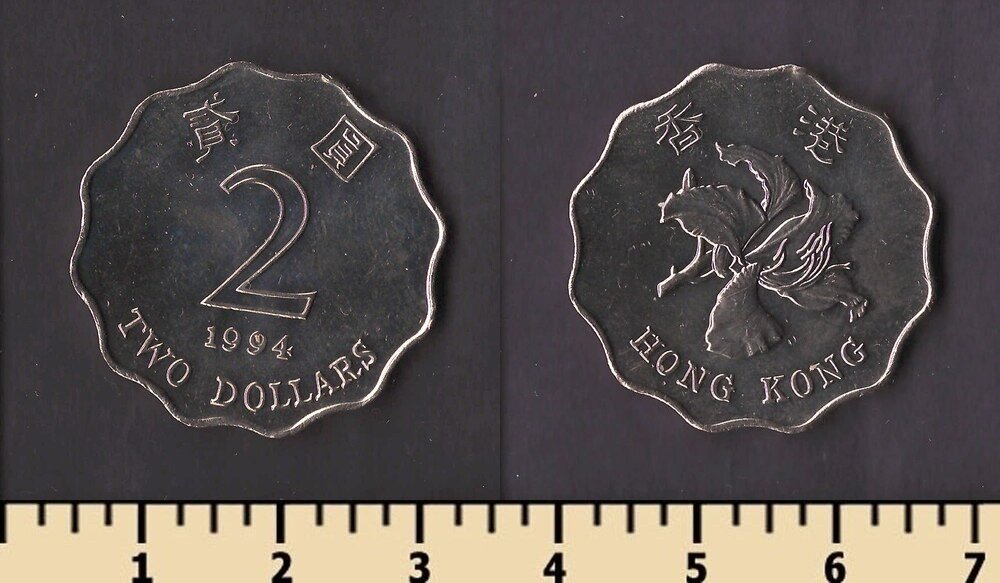 貳圓
2
1994
TWO DOLLARS
香港
HONG KONG
1 2 3 4 5 6 7